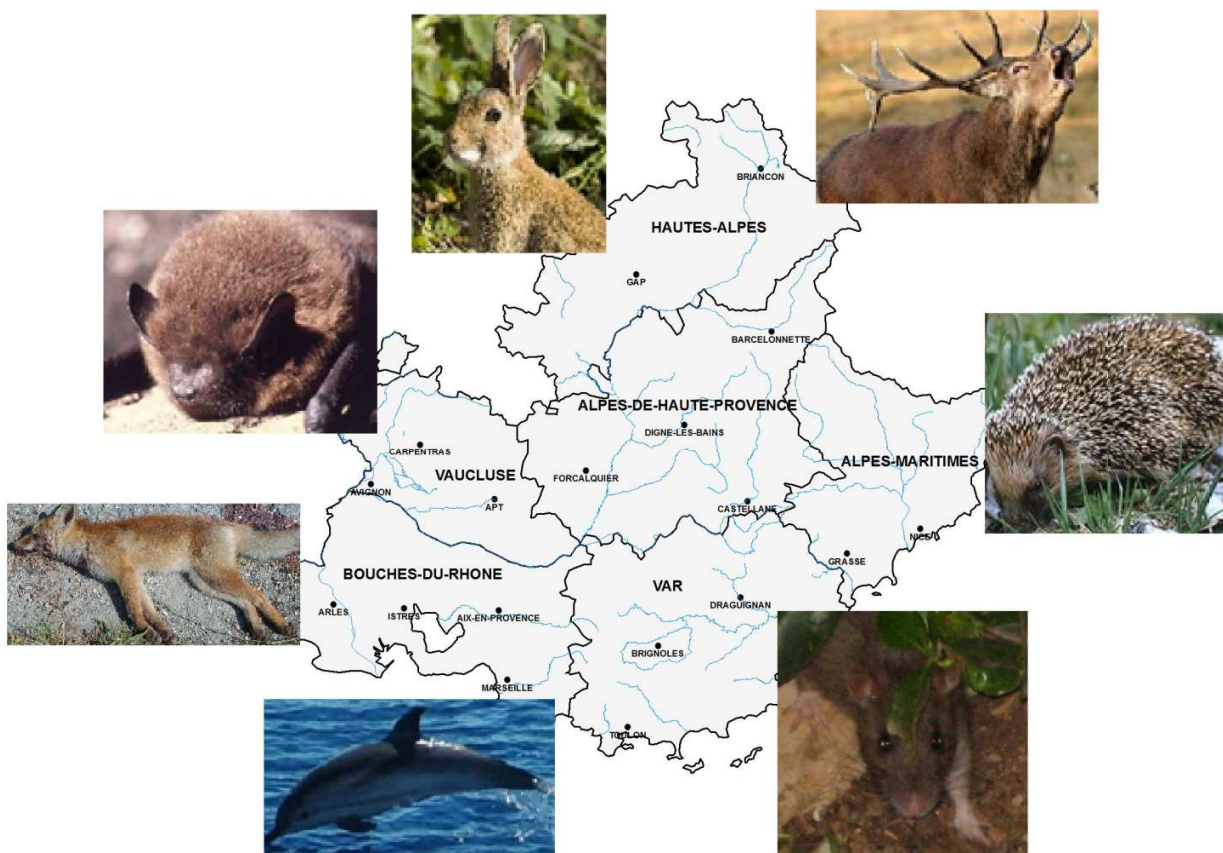 BRIANCON
HAUTES-ALPES
GAP
BARCELONNETTE
ALPES-DE-HAUTE-PROVENCE
DIGNE-LES-BAINS
CARPENTRAS
VAUCLUSE
FORCALQUIER
ALPES-MARITIMES
AVIGNON
APT
CASTELLANE
NICE
GRASSE
BOUCHES-DU-RHONE
VAR
ARLES
ISTRES
AIX-EN-PROVENCE
DRAGUIGNAN
BRIGNOLES
MARSEILLE
TOULON